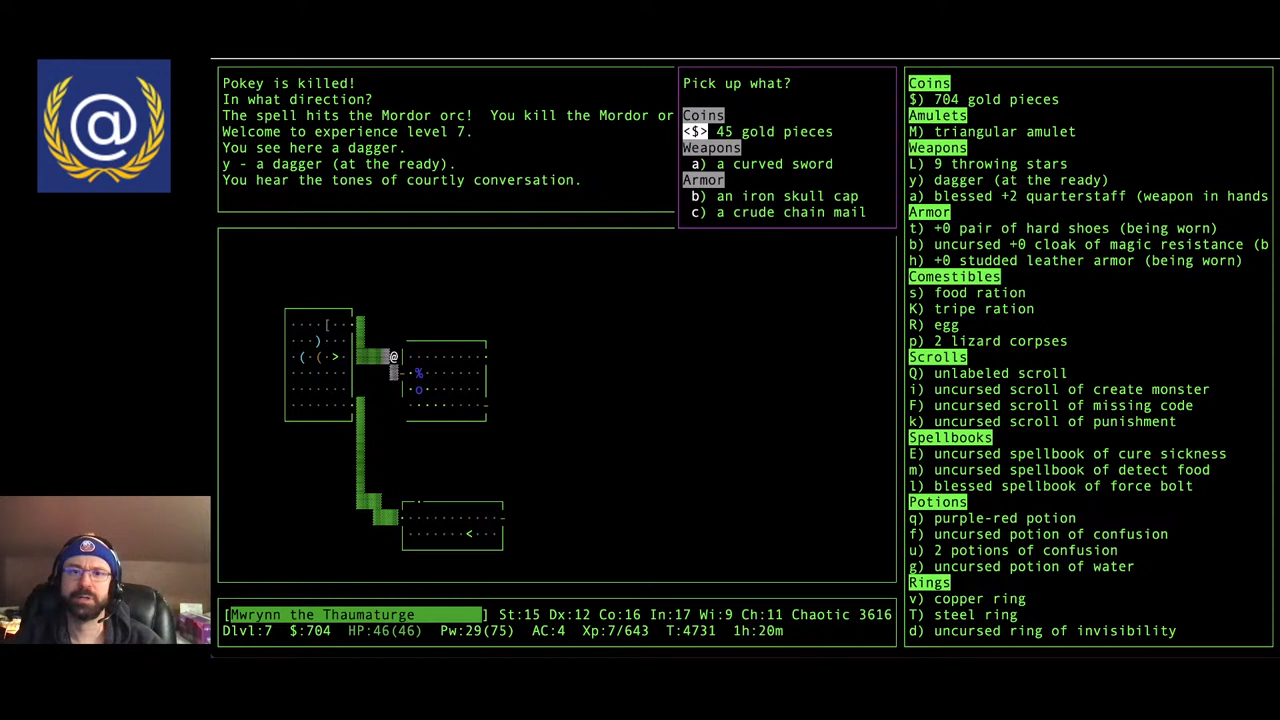 @
Pokey is killed!
In what direction?
The spell hits the Mordor orc!  You kill the Mordor or
Welcome to experience level 7.
You see here a dagger.
y - a dagger (at the ready).
You hear the tones of courtly conversation.
Pick up what?
Coins
<$> 45 gold pieces
Weapons
a) a curved sword
Armor
b) an iron skull cap
c) a crude chain mail
Coins
$) 704 gold pieces
Amulets
M) triangular amulet
Weapons
L) 9 throwing stars
y) dagger (at the ready)
a) blessed +2 quarterstaff (weapon in hands
Armor
t) +0 pair of hard shoes (being worn)
b) uncursed +0 cloak of magic resistance (b
h) +0 studded leather armor (being worn)
Comestibles
s) food ration
K) tripe ration
R) egg
p) 2 lizard corpses
Scrolls
Q) unlabeled scroll
i) uncursed scroll of create monster
F) uncursed scroll of missing code
k) uncursed scroll of punishment
Spellbooks
E) uncursed spellbook of cure sickness
m) uncursed spellbook of detect food
l) blessed spellbook of force bolt
Potions
q) purple-red potion
f) uncursed potion of confusion
u) 2 potions of confusion
g) uncursed potion of water
Rings
v) copper ring
T) steel ring
d) uncursed ring of invisibility
[Mwrynn the Thaumaturge       ] St:15 Dx:12 Co:16 In:17 Wi:9 Ch:11 Chaotic 3616
Dlvl:7  $:704  HP:46(46)  Pw:29(75)  AC:4  Xp:7/643  T:4731  1h:20m